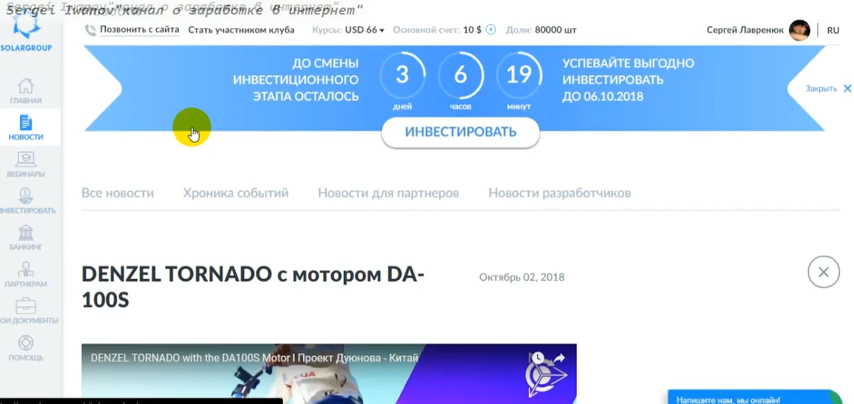 Sergei Iwanov"канал о заработке в интернет"
SOLARGROUP
Позвонить с сайта
Стать участником клуба
Курсы: USD 66
Основной счет: 10 $
Доли: 80000 шт
Сергей Лавренюк
RU
ДО СМЕНЫ
ИНВЕСТИЦИОННОГО
ЭТАПА ОСТАЛОСЬ
3
дней
6
часов
19
минут
УСПЕВАЙТЕ ВЫГОДНО
ИНВЕСТИРОВАТЬ
ДО 06.10.2018
Закрыть
ИНВЕСТИРОВАТЬ
ГЛАВНАЯ
НОВОСТИ
ВЕБИНАРЫ
НВЕСТИРОВАТЬ
БАНКИНГ
ПАРТНЕРАМ
ОИ ДОКУМЕНТЫ
ПОМОЩЬ
Все новости
Хроника событий
Новости для партнеров
Новости разработчиков
DENZEL TORNADO с мотором DA-
100S
Октябрь 02, 2018
DENZEL TORNADO with the DA100S Motor I Проект Дуюнова - Китай
Напишите нам, мы онлайн!